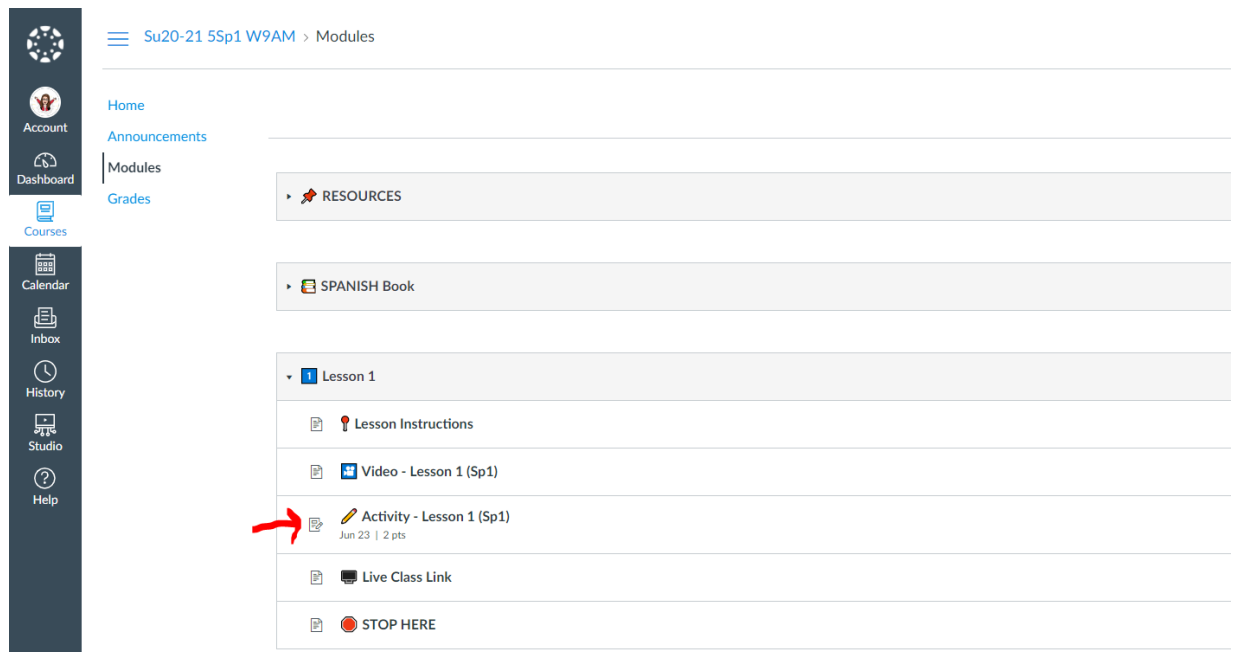 Su20-21 5Sp1 W9AM > Modules
Account
Dashboard
Courses
Calendar
Inbox
History
Studio
Help
Home
Announcements
Modules
Grades
RESOURCES
SPANISH Book
1 Lesson 1
Lesson Instructions
Video - Lesson 1 (Sp1)
Activity - Lesson 1 (Sp1)
Jun 23 | 2 pts
Live Class Link
STOP HERE